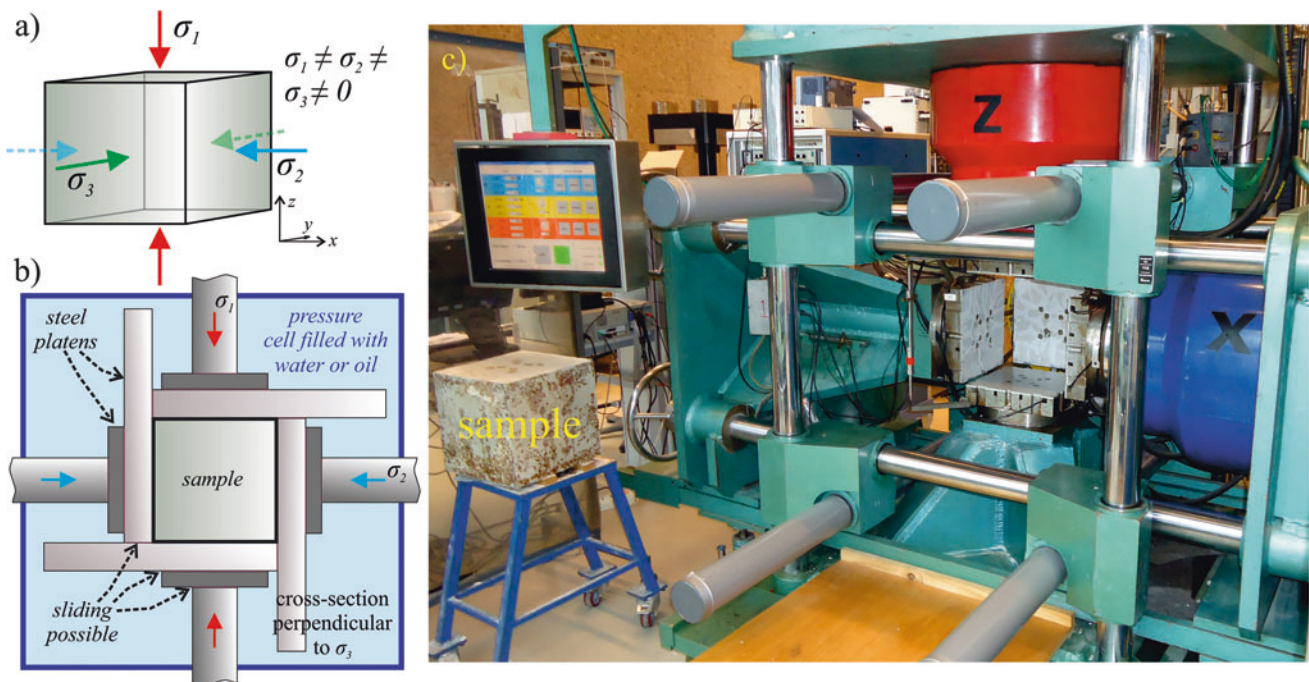 a)
σ1
σ1 ≠ σ2 ≠
σ3 ≠ 0
σ3
σ2
z
y
x
b)
steel
platens
σ1
pressure
cell filled with
water or oil
sample
σ2
sliding
possible
cross-section
perpendicular
to σ3
c)
Z
X
sample